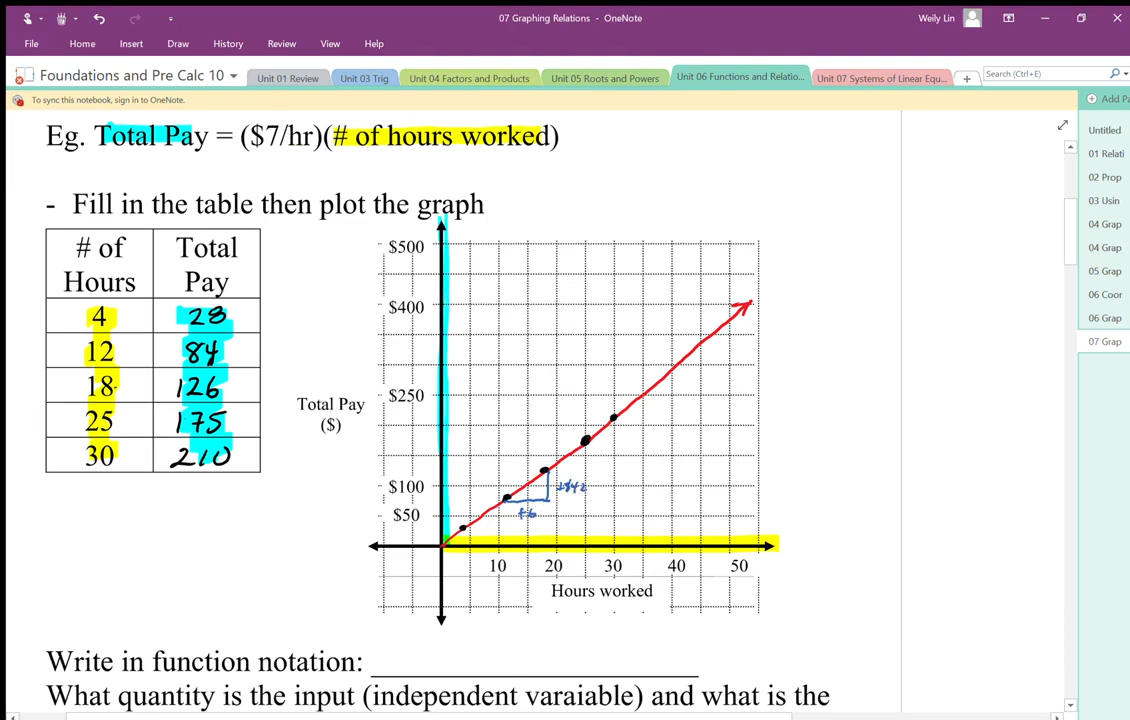 07 Graphing Relations - OneNote
Weily Lin
File Home Insert Draw History Review View Help
Foundations and Pre Calc 10
Unit 01 Review
Unit 03 Trig
Unit 04 Factors and Products
Unit 05 Roots and Powers
Unit 06 Functions and Relatio...
Unit 07 Systems of Linear Equ...
Search (Ctrl+E)
To sync this notebook, sign in to OneNote.
Add Pa
Untitled
01 Relati
02 Prop
03 Usin
04 Grap
04 Grap
05 Grap
06 Coor
06 Grap
07 Grap
Eg. Total Pay = ($7/hr)(# of hours worked)
- Fill in the table then plot the graph
# of Hours Total Pay
4 28
12 84
18 126
25 175
30 210
$500
$400
$250
$100
$50
Total Pay
($)
+6
10 20 30 40 50
Hours worked
Write in function notation:
What quantity is the input (independent varaiable) and what is the